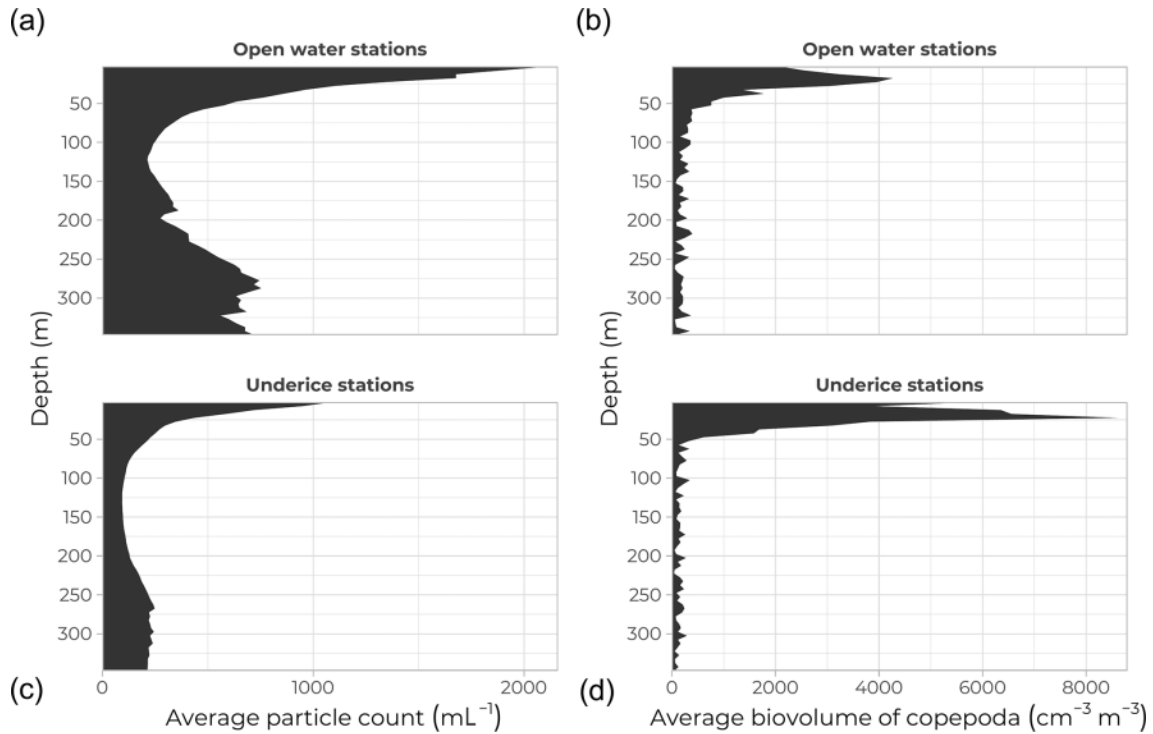 (a)
(b)
Open water stations
Open water stations
50
100
150
200
250
300
50
100
150
200
250
300
Depth (m)
Depth (m)
Underice stations
Underice stations
50
100
150
200
250
300
50
100
150
200
250
300
(c)
0
1000
2000
(d)
0
2000
4000
6000
8000
Average particle count (mL⁻¹)
Average biovolume of copepoda (cm⁻³ m⁻³)